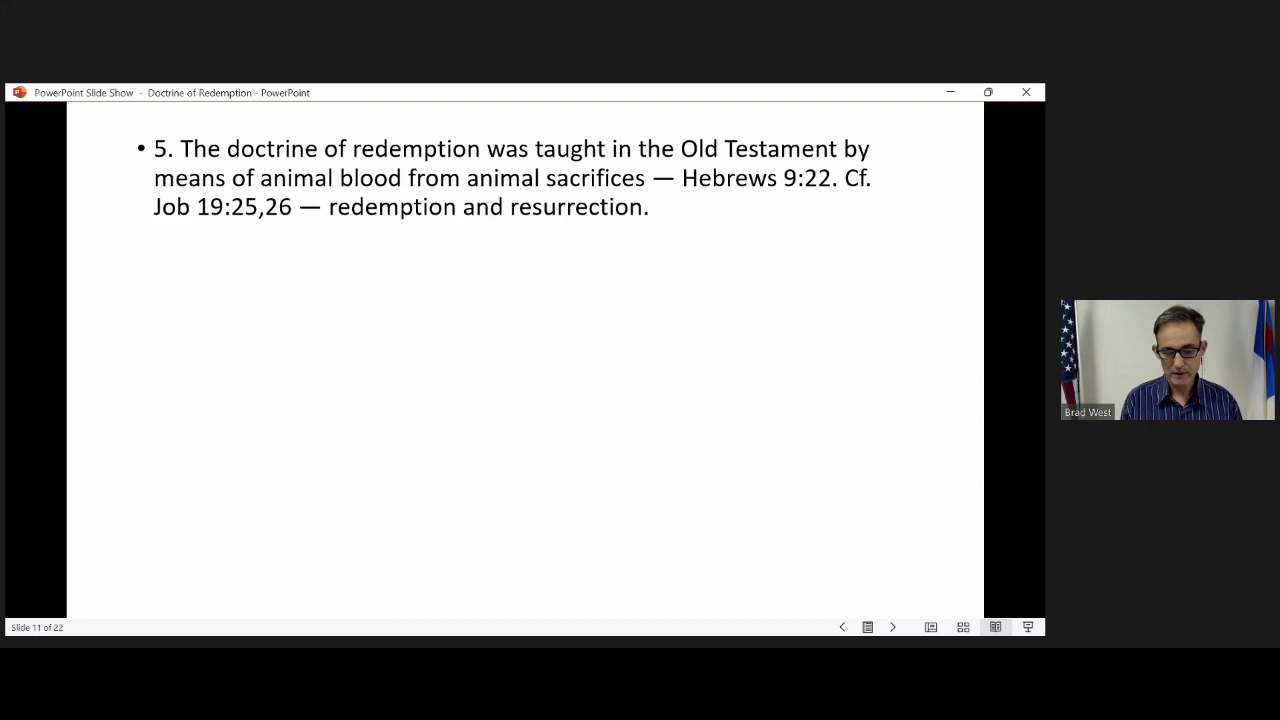 PowerPoint Slide Show - Doctrine of Redemption - PowerPoint
• 5. The doctrine of redemption was taught in the Old Testament by
means of animal blood from animal sacrifices — Hebrews 9:22. Cf.
Job 19:25,26 — redemption and resurrection.
Brad West
Slide 11 of 22